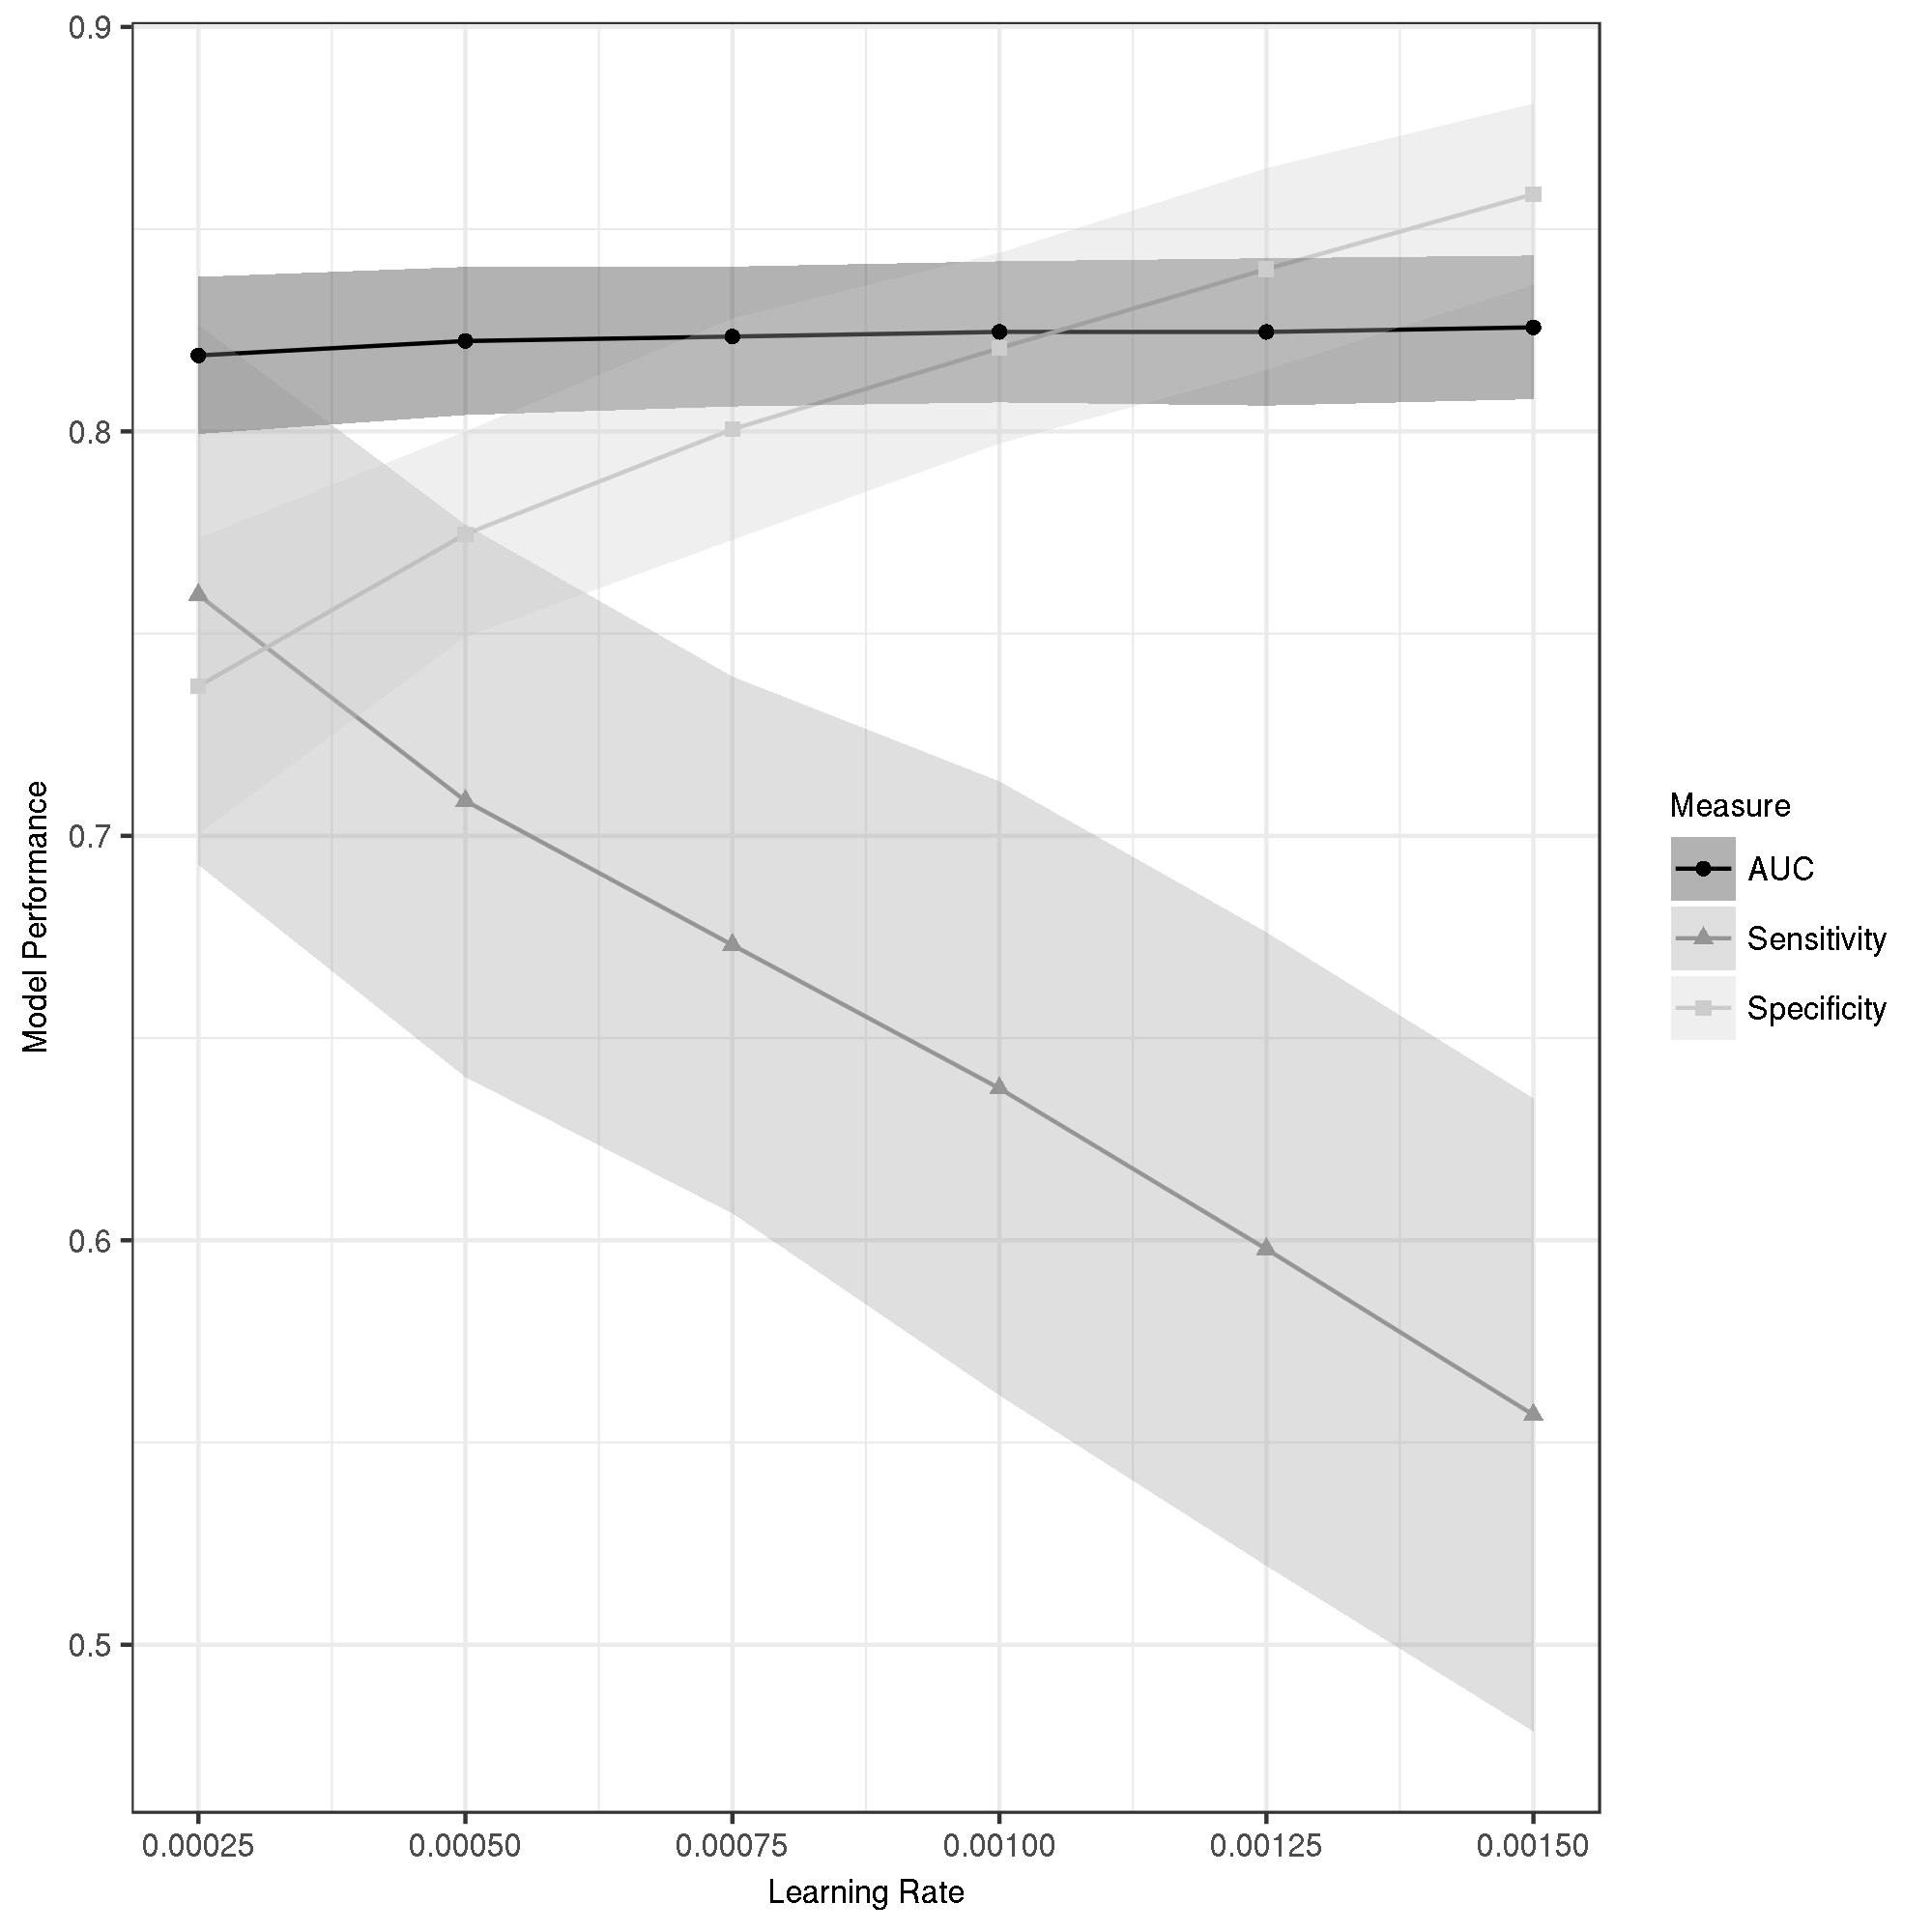 Model Performance
0.9
0.8
0.7
0.6
0.5
0.00025 0.00050 0.00075 0.00100 0.00125 0.00150
Learning Rate
Measure
AUC
Sensitivity
Specificity